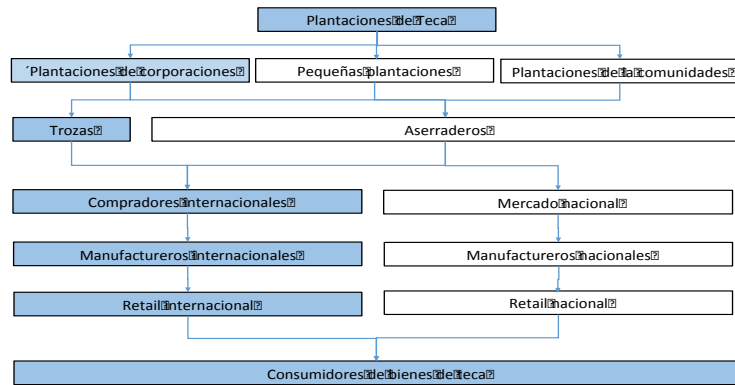 Plantaciones de Teca
´Plantaciones de corporaciones
Pequeñas plantaciones
Plantaciones de la comunidades
Trozas
Aserraderos
Compradores internacionales
Mercado nacional
Manufactureros internacionales
Manufactureros nacionales
Retail internacional
Retail nacional
Consumidores de bienes de teca